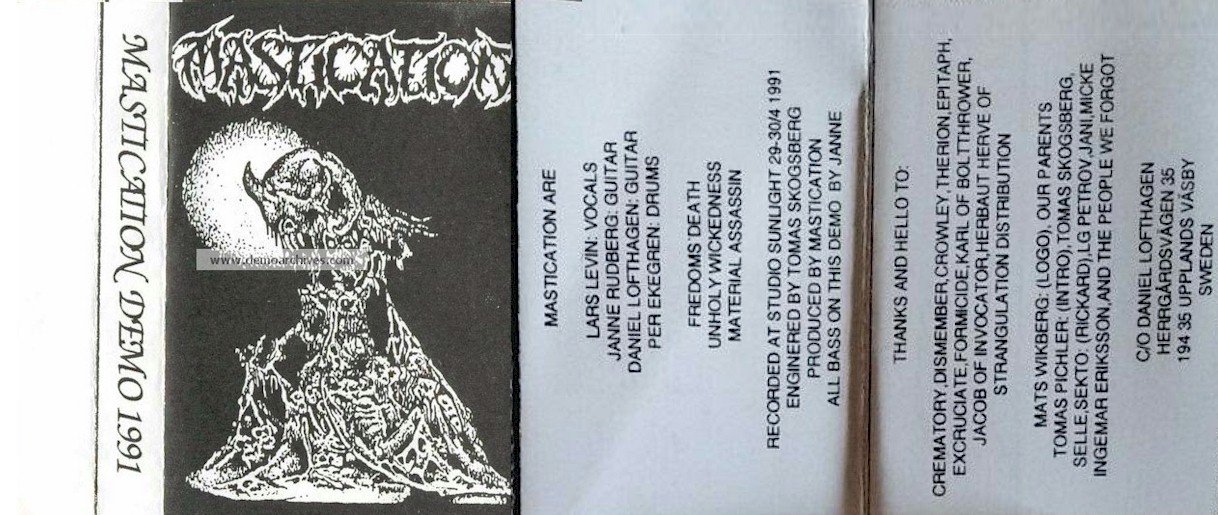 MASTICATION DEMO 1991
MASTICATION
www.demoarchives.com
MASTICATION ARE
LARS LEVIN: VOCALS
JANNE RUDBERG: GUITAR
DANIEL LOFTHAGEN: GUITAR
PER EKEGREN: DRUMS
FREDOMS DEATH
UNHOLY WICKEDNESS
MATERIAL ASSASSIN
RECORDED AT STUDIO SUNLIGHT 29-30/4 1991
ENGINERED BY TOMAS SKOGSBERG
PRODUCED BY MASTICATION
ALL BASS ON THIS DEMO BY JANNE
THANKS AND HELLO TO:
CREMATORY,DISMEMBER,CROWLEY,THERION,EPITAPH,
EXCRUCIATE,FORMICIDE,KARL OF BOLTTHROWER,
JACOB OF INVOCATOR,HERBAUT HERVE OF
STRANGULATION DISTRIBUTION
MATS WIKBERG: (LOGO), OUR PARENTS
TOMAS PICHLER: (INTRO),TOMAS SKOGSBERG,
SELLE,SEKTO: (RICKARD),LG PETROV,JANI,MICKE
INGEMAR ERIKSSON,AND THE PEOPLE WE FORGOT
C/O DANIEL LOFTHAGEN
HERRGÅRDSVÄGEN 35
194 35 UPPLANDS VÄSBY
SWEDEN